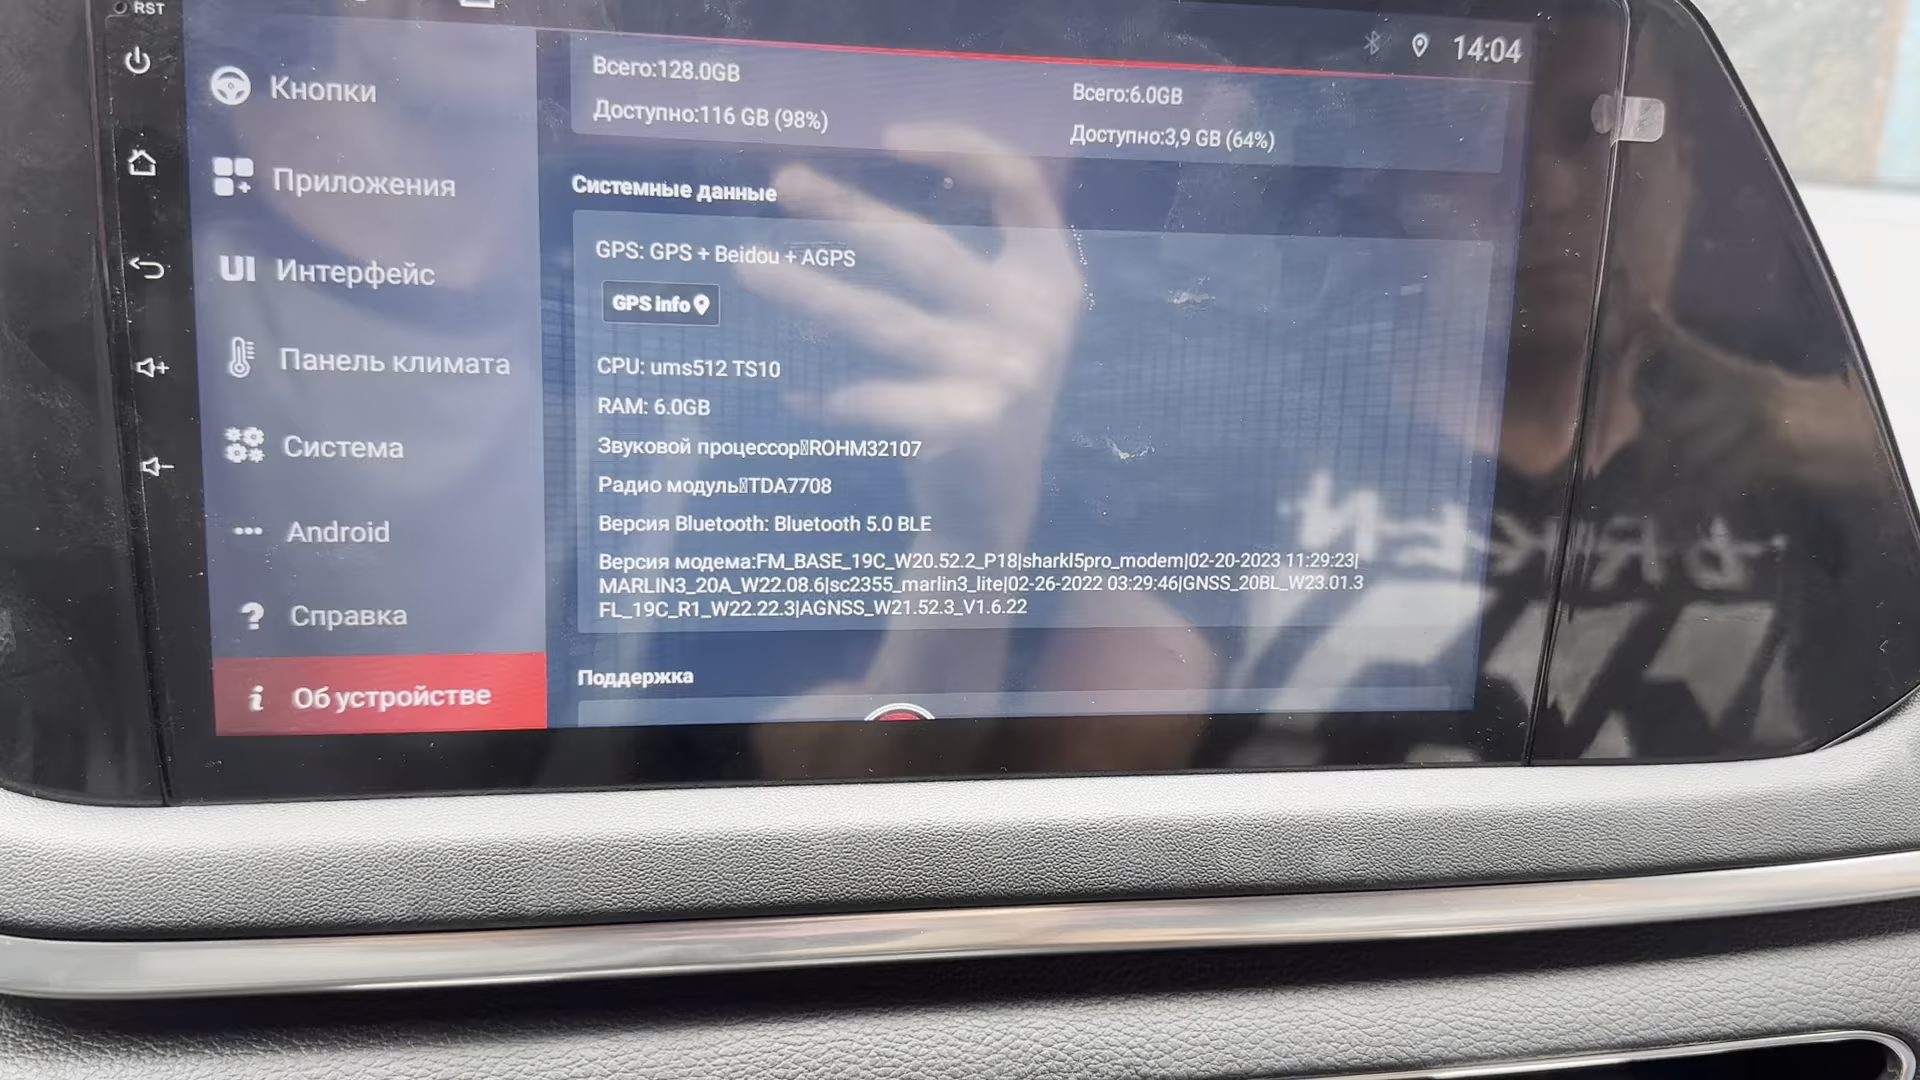 RST
14:04
Кнопки
Приложения
UI Интерфейс
Панель климата
Система
Android
? Справка
i Об устройстве
Всего:128.0GB
Доступно:116 GB (98%)
Всего:6.0GB
Доступно:3,9 GB (64%)
Системные данные
GPS: GPS + Beidou + AGPS
GPS info
CPU: ums512 TS10
RAM: 6.0GB
Звуковой процессор▯ROHM32107
Радио модуль▯TDA7708
Версия Bluetooth: Bluetooth 5.0 BLE
Версия модема:FM_BASE_19C_W20.52.2_P18|sharkl5pro_modem|02-20-2023 11:29:23|
MARLIN3_20A_W22.08.6|sc2355_marlin3_lite|02-26-2022 03:29:46|GNSS_20BL_W23.01.3
FL_19C_R1_W22.22.3|AGNSS_W21.52.3_V1.6.22
Поддержка